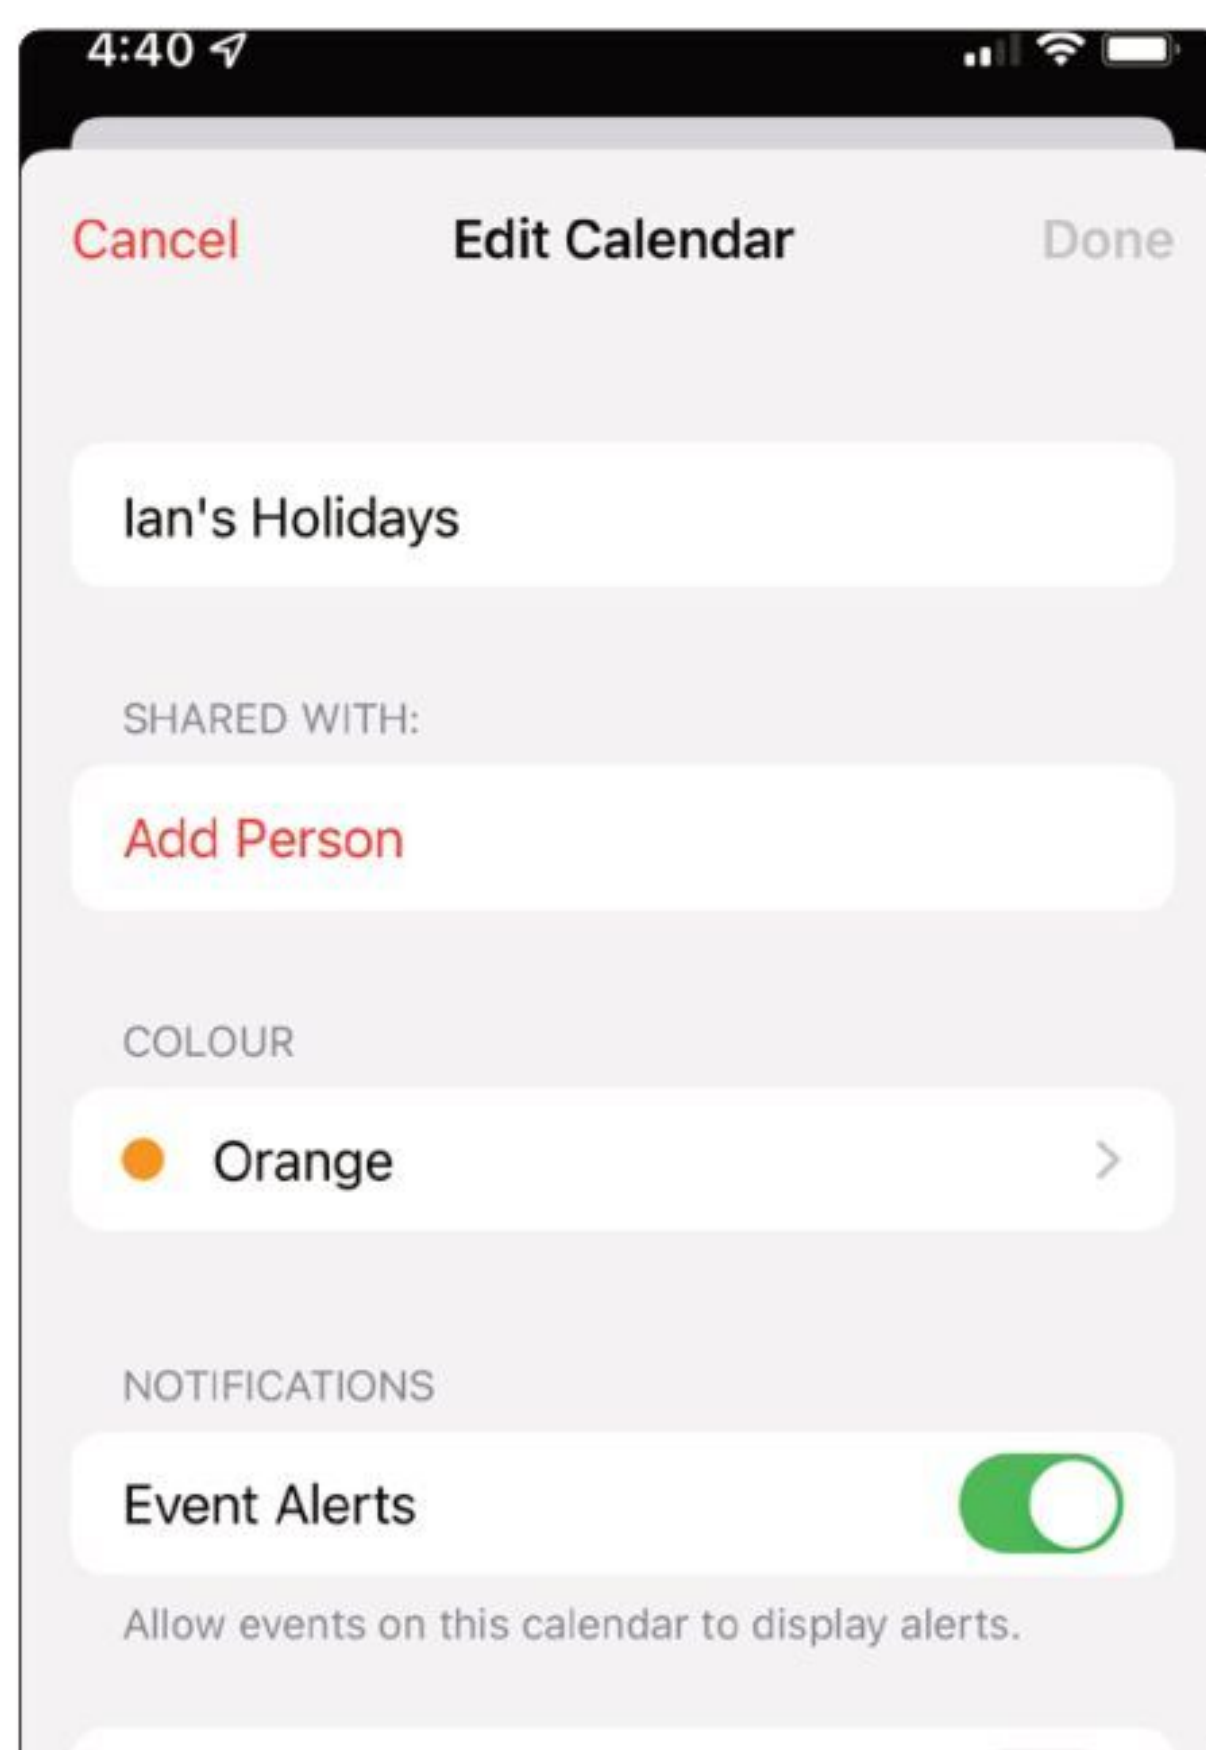 4:40
Cancel Edit Calendar Done
Ian's Holidays
SHARED WITH:
Add Person
COLOUR
Orange
NOTIFICATIONS
Event Alerts
Allow events on this calendar to display alerts.